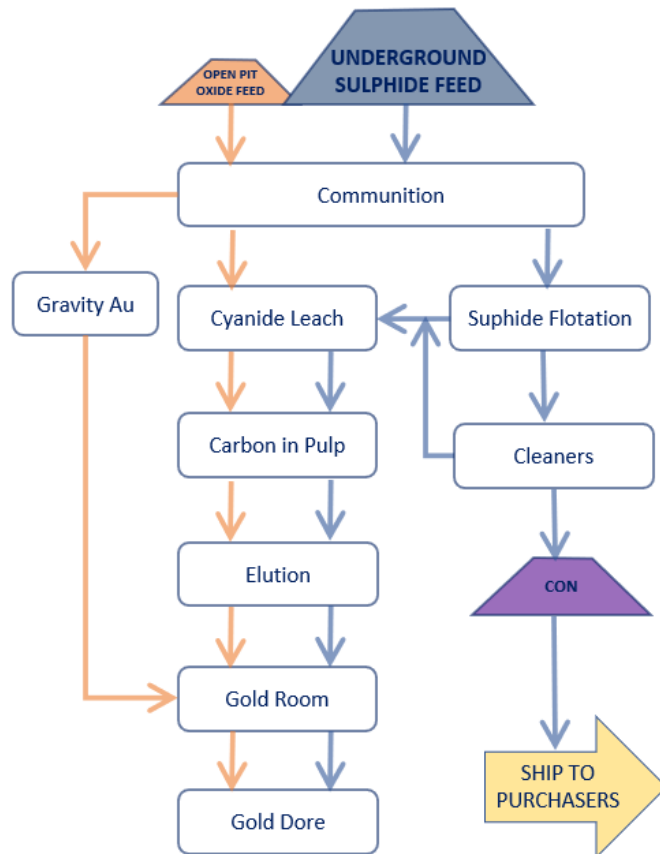 OPEN PIT
OXIDE FEED
UNDERGROUND
SULPHIDE FEED
Communition
Gravity Au
Cyanide Leach
Suphide Flotation
Carbon in Pulp
Cleaners
Elution
CON
Gold Room
SHIP TO
PURCHASERS
Gold Dore